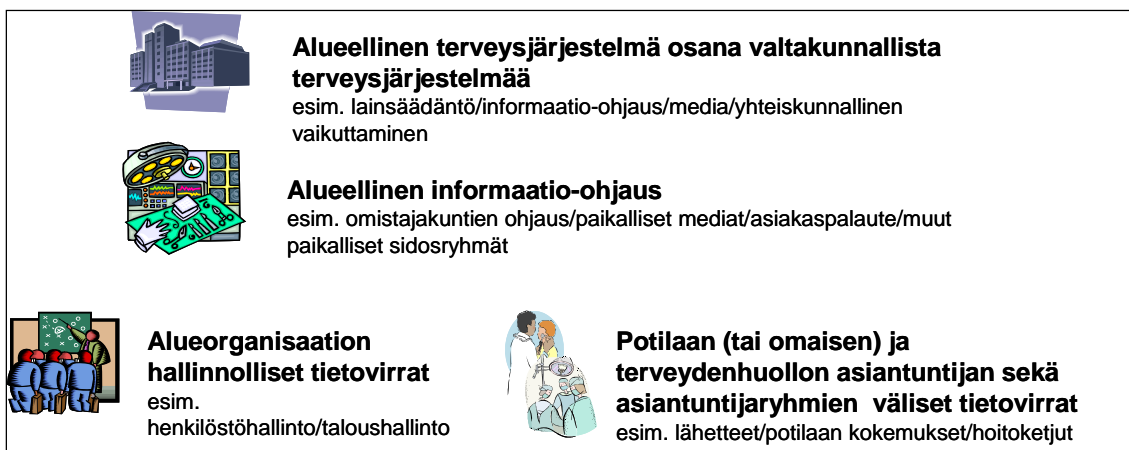 Alueellinen terveysjärjestelmä osana valtakunnallista
terveysjärjestelmää
esim. lainsäädäntö/informaatio-ohjaus/media/yhteiskunnallinen
vaikuttaminen
Alueellinen informaatio-ohjaus
esim. omistajakuntien ohjaus/paikalliset mediat/asiakaspalaute/muut
paikalliset sidosryhmät
Alueorganisaation
hallinnolliset tietovirrat
esim.
henkilöstöhallinto/taloushallinto
Potilaan (tai omaisen) ja
terveydenhuollon asiantuntijan sekä
asiantuntijaryhmien väliset tietovirrat
esim. lähetteet/potilaan kokemukset/hoitoketjut